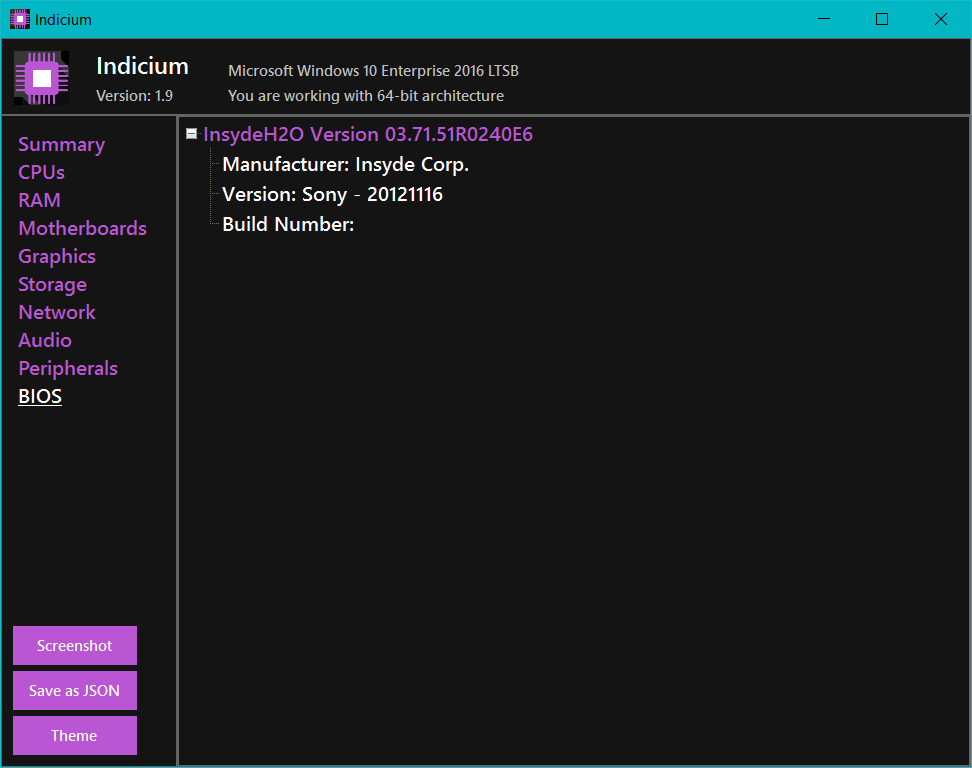 Indicium
Indicium
Version: 1.9
Microsoft Windows 10 Enterprise 2016 LTSB
You are working with 64-bit architecture
Summary
CPUs
RAM
Motherboards
Graphics
Storage
Network
Audio
Peripherals
BIOS
InsydeH2O Version 03.71.51R0240E6
Manufacturer: Insyde Corp.
Version: Sony - 20121116
Build Number:
Screenshot
Save as JSON
Theme